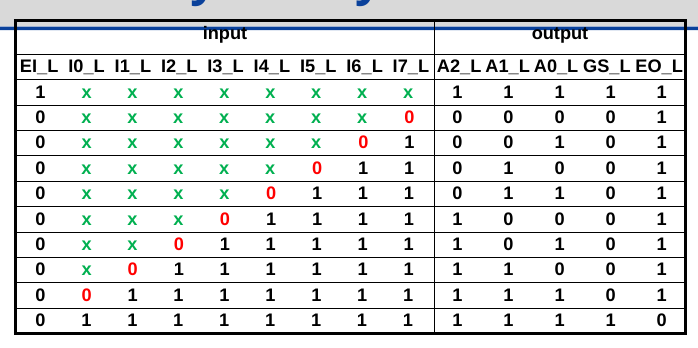 input output
EI_L I0_L I1_L I2_L I3_L I4_L I5_L I6_L I7_L A2_L A1_L A0_L GS_L EO_L
1 x x x x x x x x 1 1 1 1 1
0 x x x x x x x 0 0 0 0 0 1
0 x x x x x x 0 1 0 0 1 0 1
0 x x x x x 0 1 1 0 1 0 0 1
0 x x x x 0 1 1 1 0 1 1 0 1
0 x x x 0 1 1 1 1 1 0 0 0 1
0 x x 0 1 1 1 1 1 1 0 1 0 1
0 x 0 1 1 1 1 1 1 1 1 0 0 1
0 0 1 1 1 1 1 1 1 1 1 1 0 1
0 1 1 1 1 1 1 1 1 1 1 1 1 0